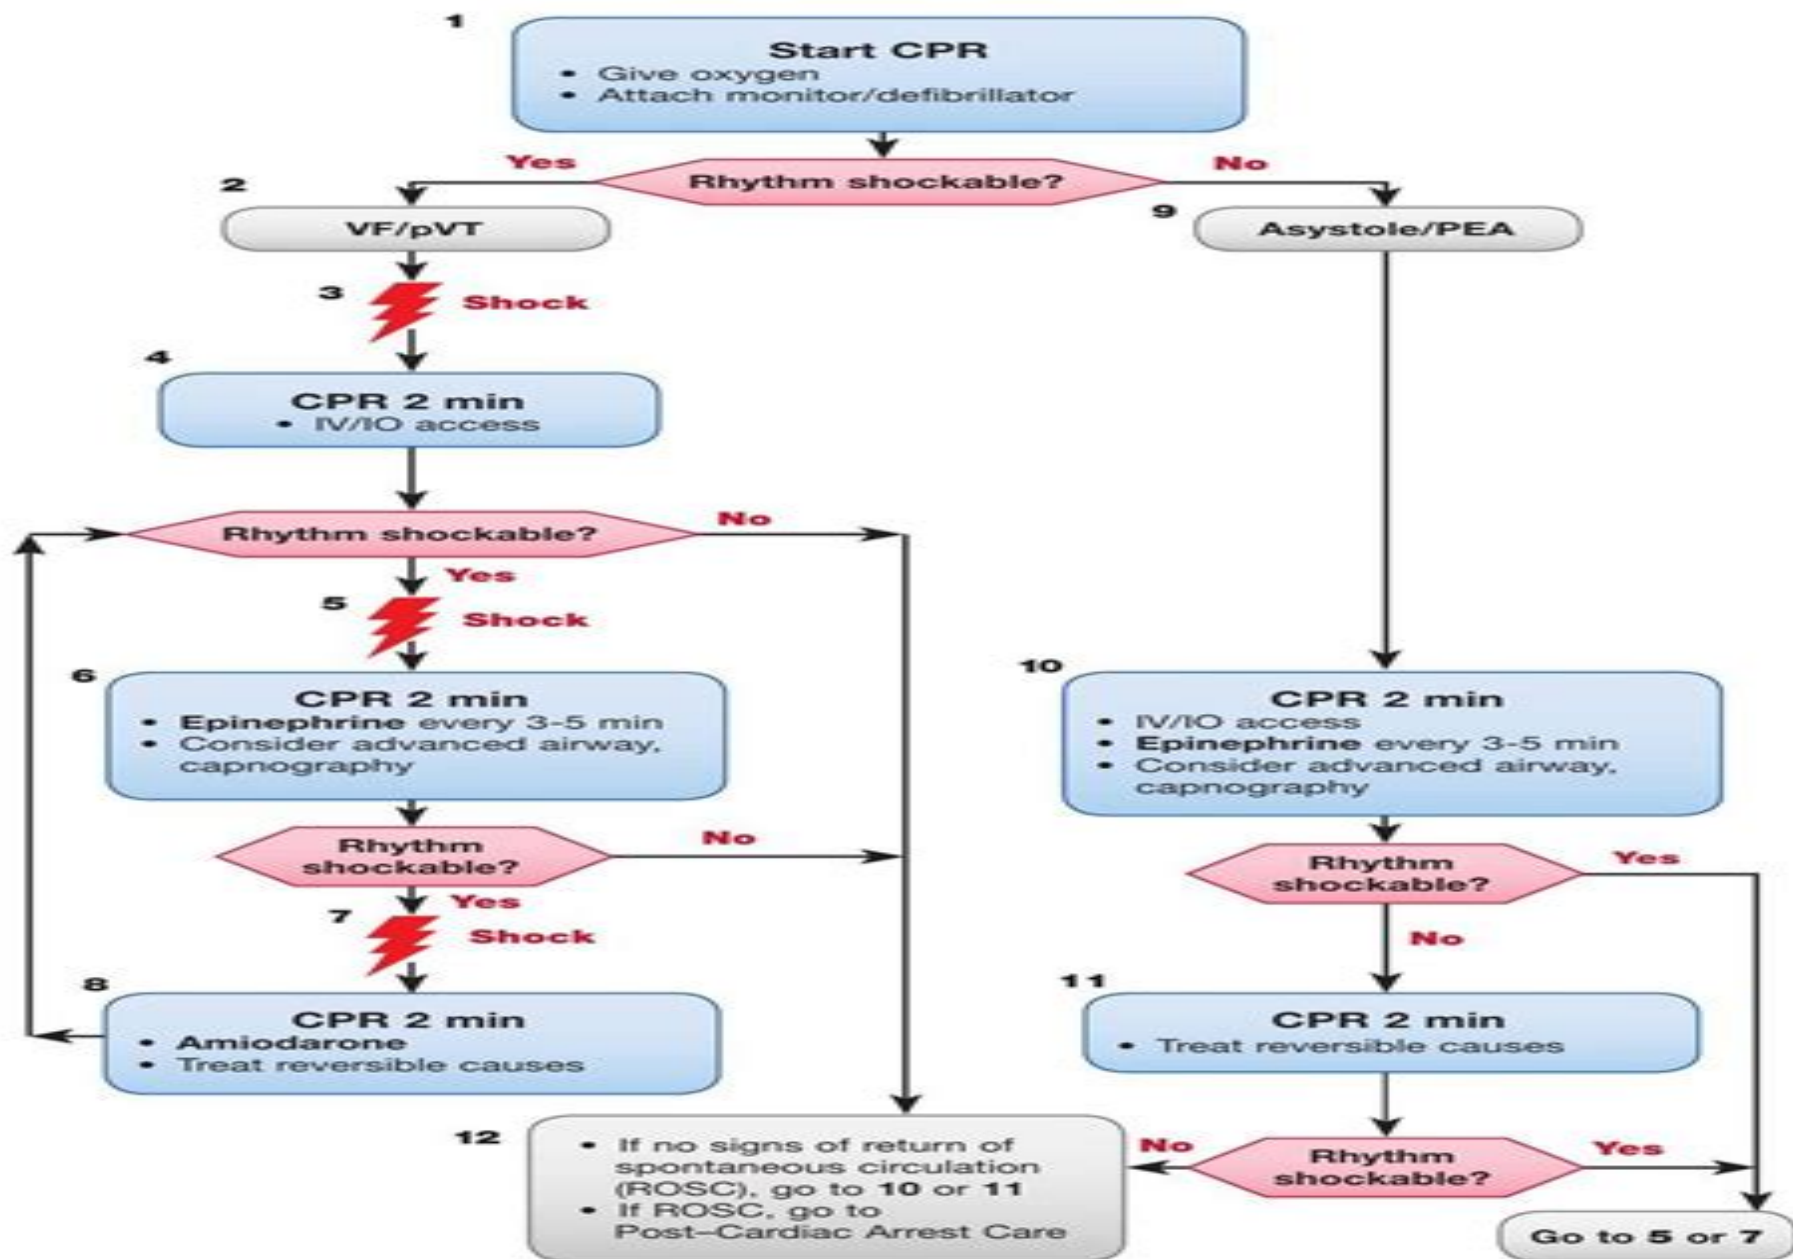 1
Start CPR
• Give oxygen
• Attach monitor/defibrillator
Yes
Rhythm shockable?
No
2
VF/pVT
9
Asystole/PEA
3
Shock
4
CPR 2 min
• IV/IO access
Rhythm shockable?
No
Yes
5
Shock
6
CPR 2 min
• Epinephrine every 3-5 min
• Consider advanced airway,
capnography
10
CPR 2 min
• IV/IO access
• Epinephrine every 3-5 min
• Consider advanced airway,
capnography
Rhythm
shockable?
No
Yes
7
Shock
Rhythm
shockable?
Yes
No
8
CPR 2 min
• Amiodarone
• Treat reversible causes
11
CPR 2 min
• Treat reversible causes
12
• If no signs of return of
spontaneous circulation
(ROSC), go to 10 or 11
• If ROSC, go to
Post–Cardiac Arrest Care
No
Rhythm
shockable?
Yes
Go to 5 or 7